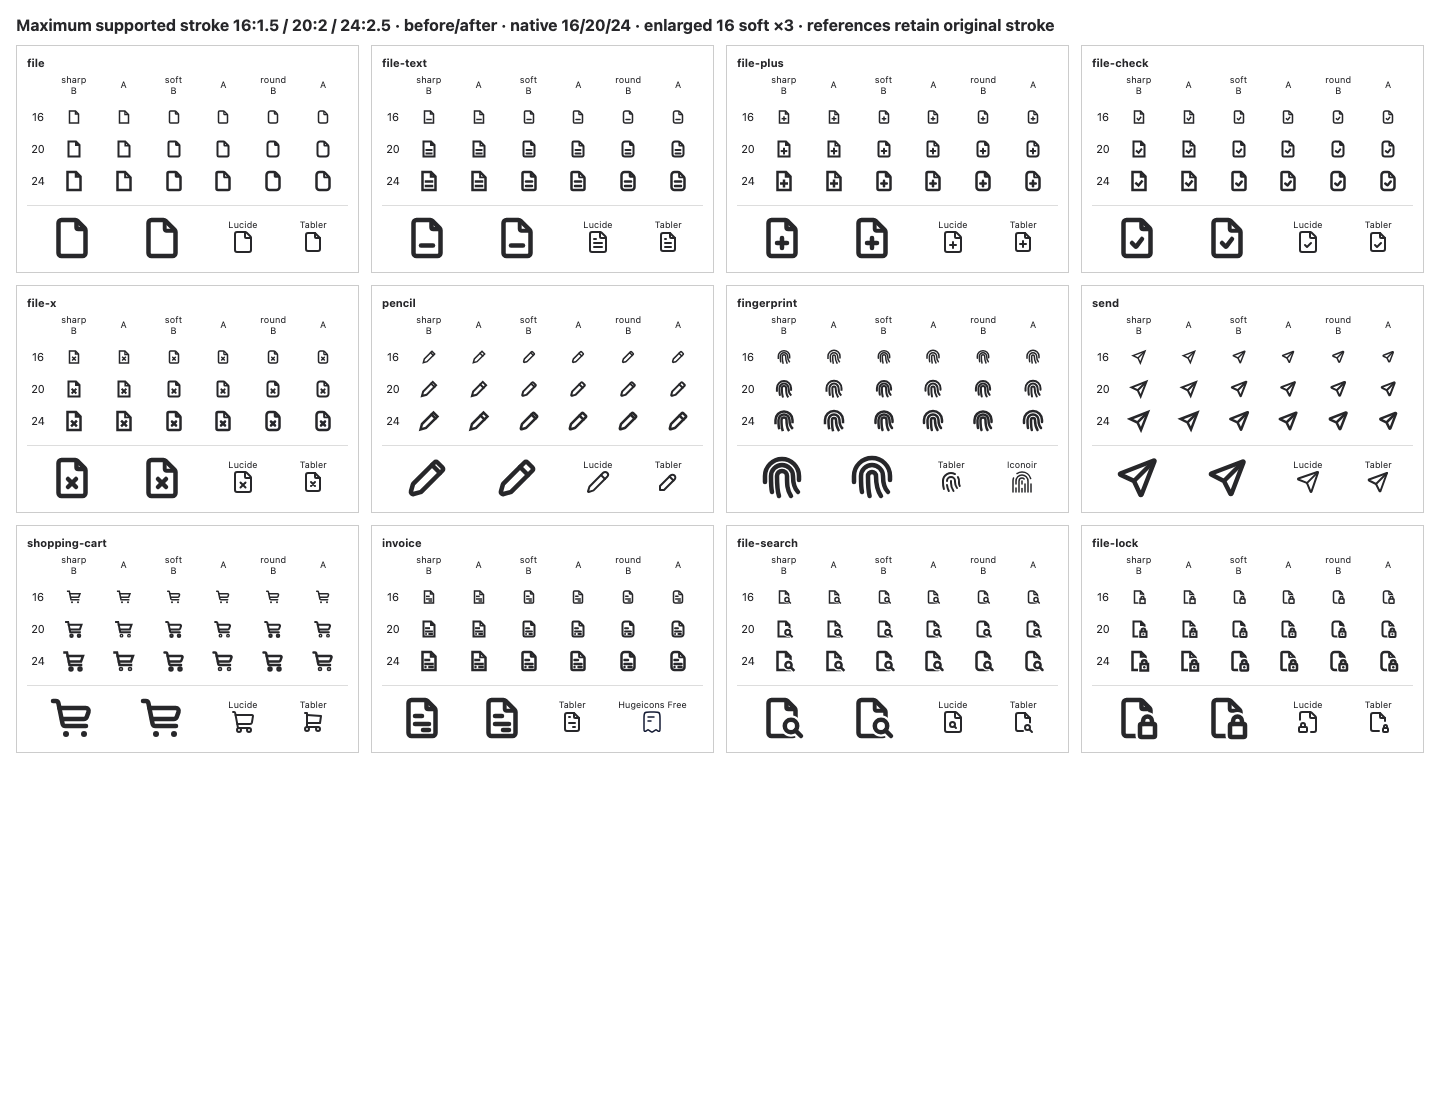 Maximum supported stroke 16:1.5 / 20:2 / 24:2.5 · before/after · native 16/20/24 · enlarged 16 soft ×3 · references retain original stroke
file
sharp B A soft B A round B A
16
20
24
Lucide Tabler
file-text
sharp B A soft B A round B A
16
20
24
Lucide Tabler
file-plus
sharp B A soft B A round B A
16
20
24
Lucide Tabler
file-check
sharp B A soft B A round B A
16
20
24
Lucide Tabler
file-x
sharp B A soft B A round B A
16
20
24
Lucide Tabler
pencil
sharp B A soft B A round B A
16
20
24
Lucide Tabler
fingerprint
sharp B A soft B A round B A
16
20
24
Tabler Iconoir
send
sharp B A soft B A round B A
16
20
24
Lucide Tabler
shopping-cart
sharp B A soft B A round B A
16
20
24
Lucide Tabler
invoice
sharp B A soft B A round B A
16
20
24
Tabler Hugeicons Free
file-search
sharp B A soft B A round B A
16
20
24
Lucide Tabler
file-lock
sharp B A soft B A round B A
16
20
24
Lucide Tabler